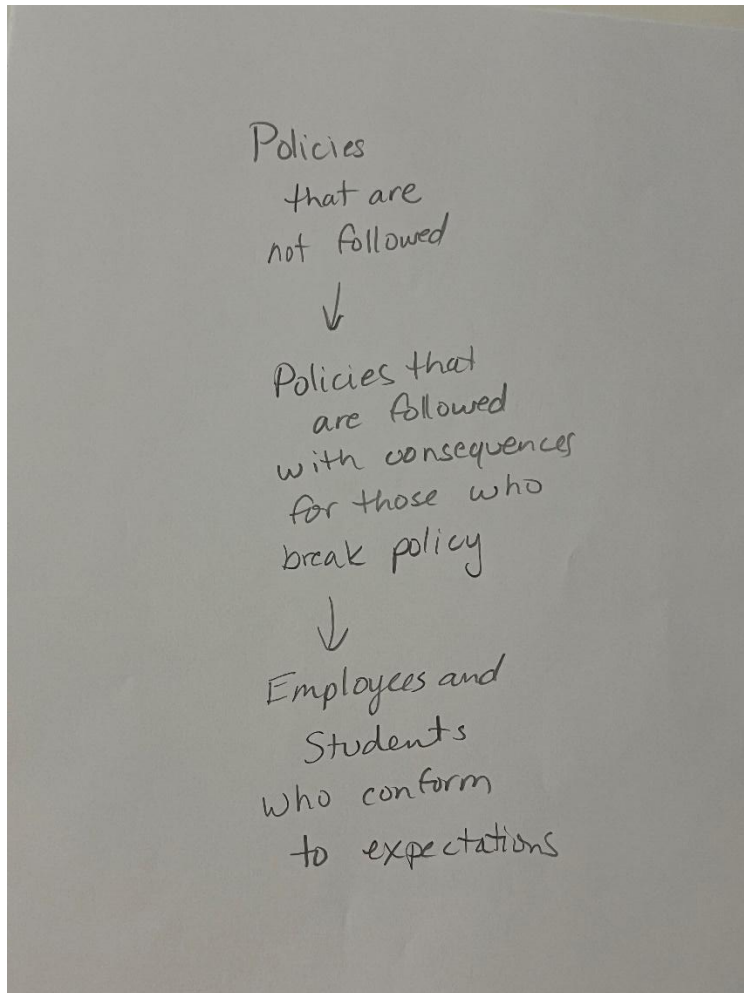 Policies
that are
not followed
↓
Policies that
are followed
with consequences
for those who
break policy
↓
Employees and
Students
who conform
to expectations